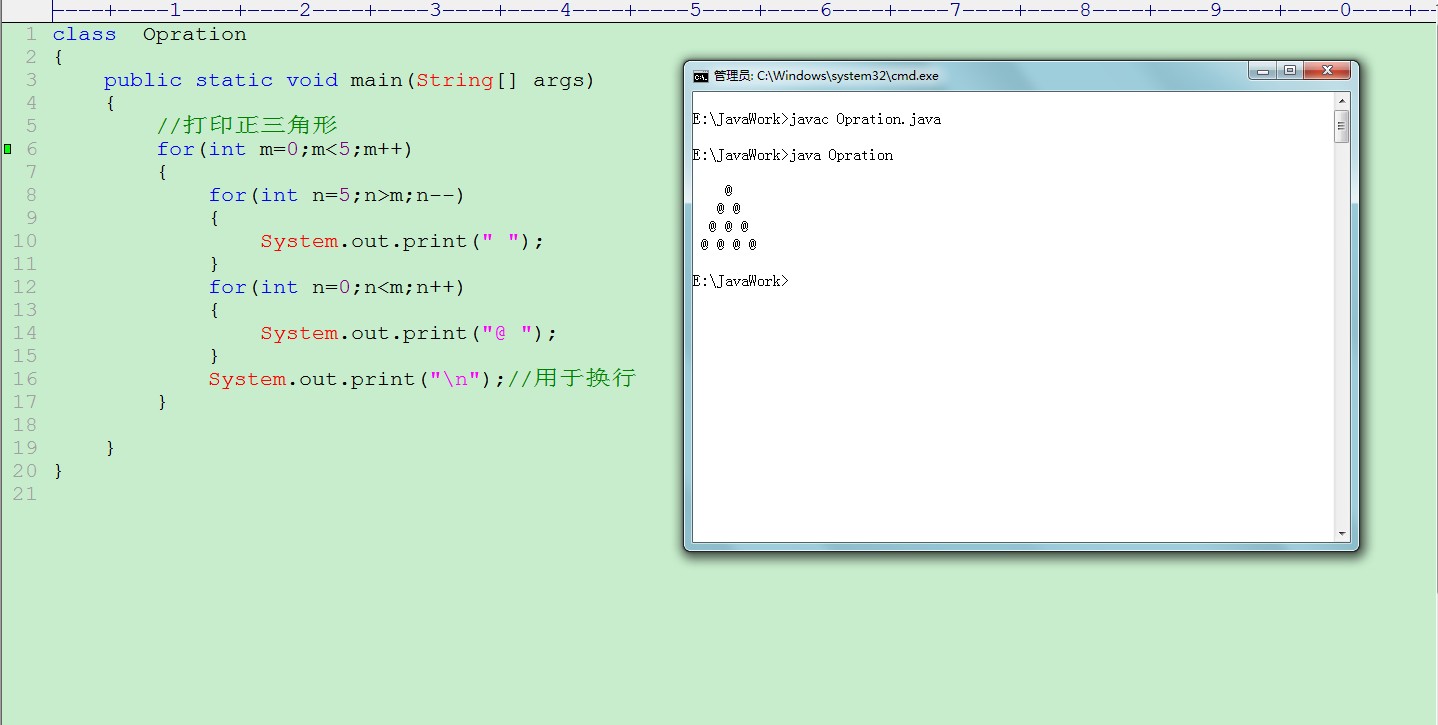 ----+----1----+----2----+----3----+----4----+----5----+----6----+----7----+----8----+----9----+----0----+--
1 class  Opration
2 {
3     public static void main(String[] args)
4     {
5         //打印正三角形
6         for(int m=0;m<5;m++)
7         {
8             for(int n=5;n>m;n--)
9             {
10                 System.out.print(" ");
11             }
12             for(int n=0;n<m;n++)
13             {
14                 System.out.print("@ ");
15             }
16             System.out.print("\n");//用于换行
17         }
18
19     }
20 }
21
管理员: C:\Windows\system32\cmd.exe
E:\JavaWork>javac Opration.java
E:\JavaWork>java Opration
    @
   @ @
  @ @ @
 @ @ @ @
E:\JavaWork>